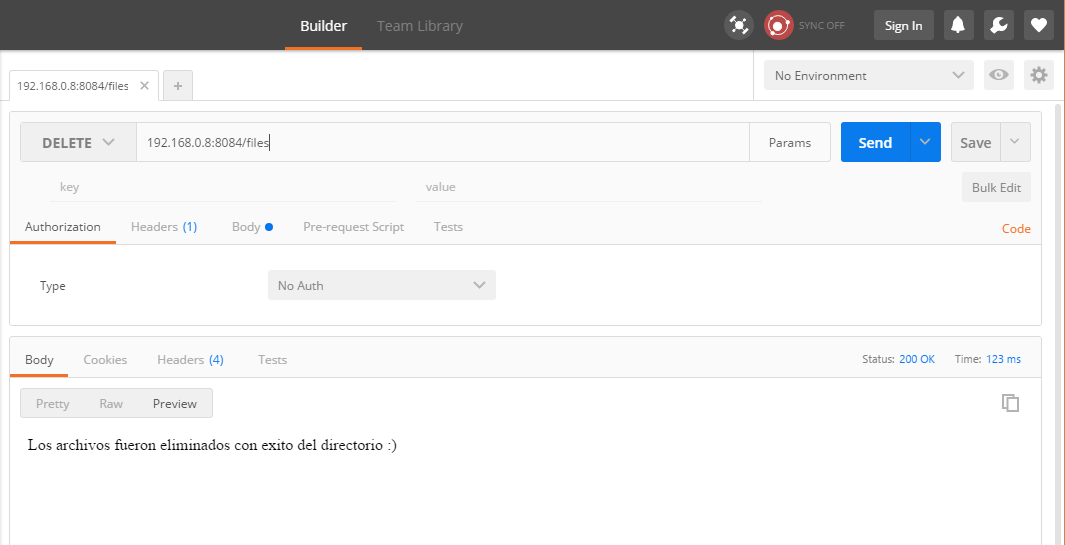 Builder Team Library SYNC OFF Sign In
192.168.0.8:8084/files + No Environment
DELETE 192.168.0.8:8084/files Params Send Save
key value Bulk Edit
Authorization Headers (1) Body Pre-request Script Tests Code
Type No Auth
Body Cookies Headers (4) Tests Status: 200 OK Time: 123 ms
Pretty Raw Preview
Los archivos fueron eliminados con exito del directorio :)